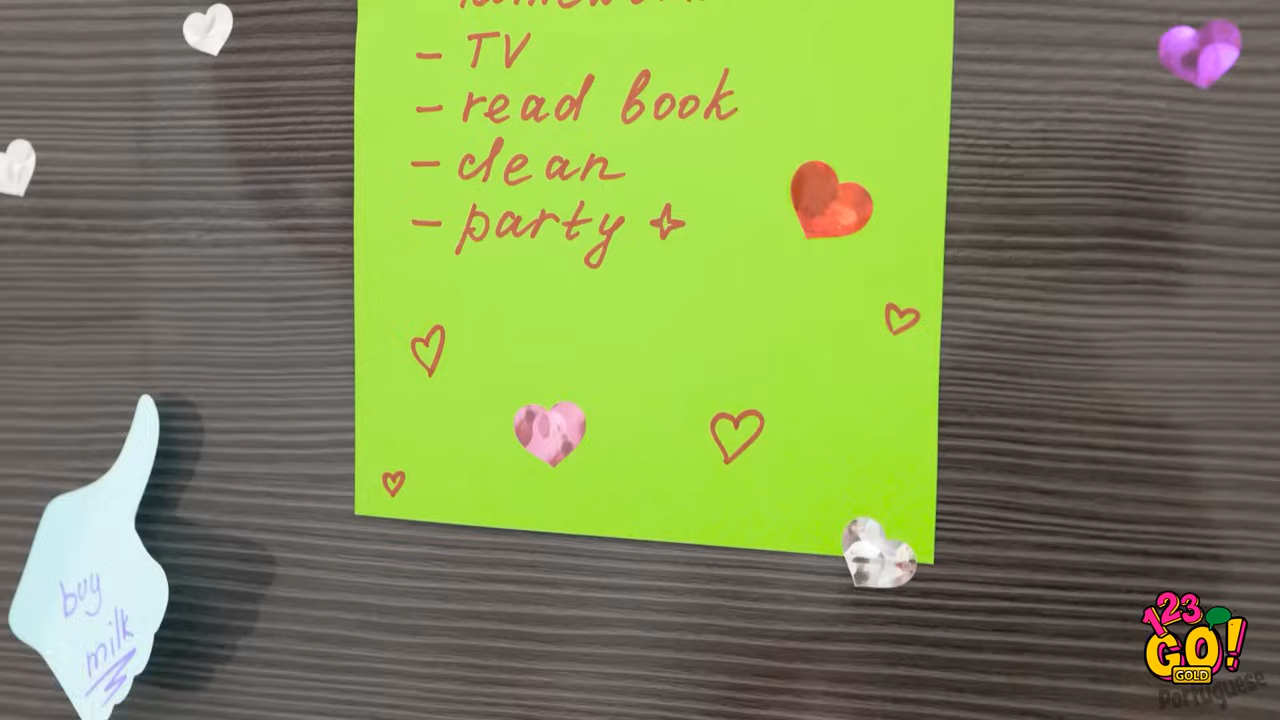 - TV
- read book
- clean
- party
buy
milk
123
GO!
GOLD
Portuguese